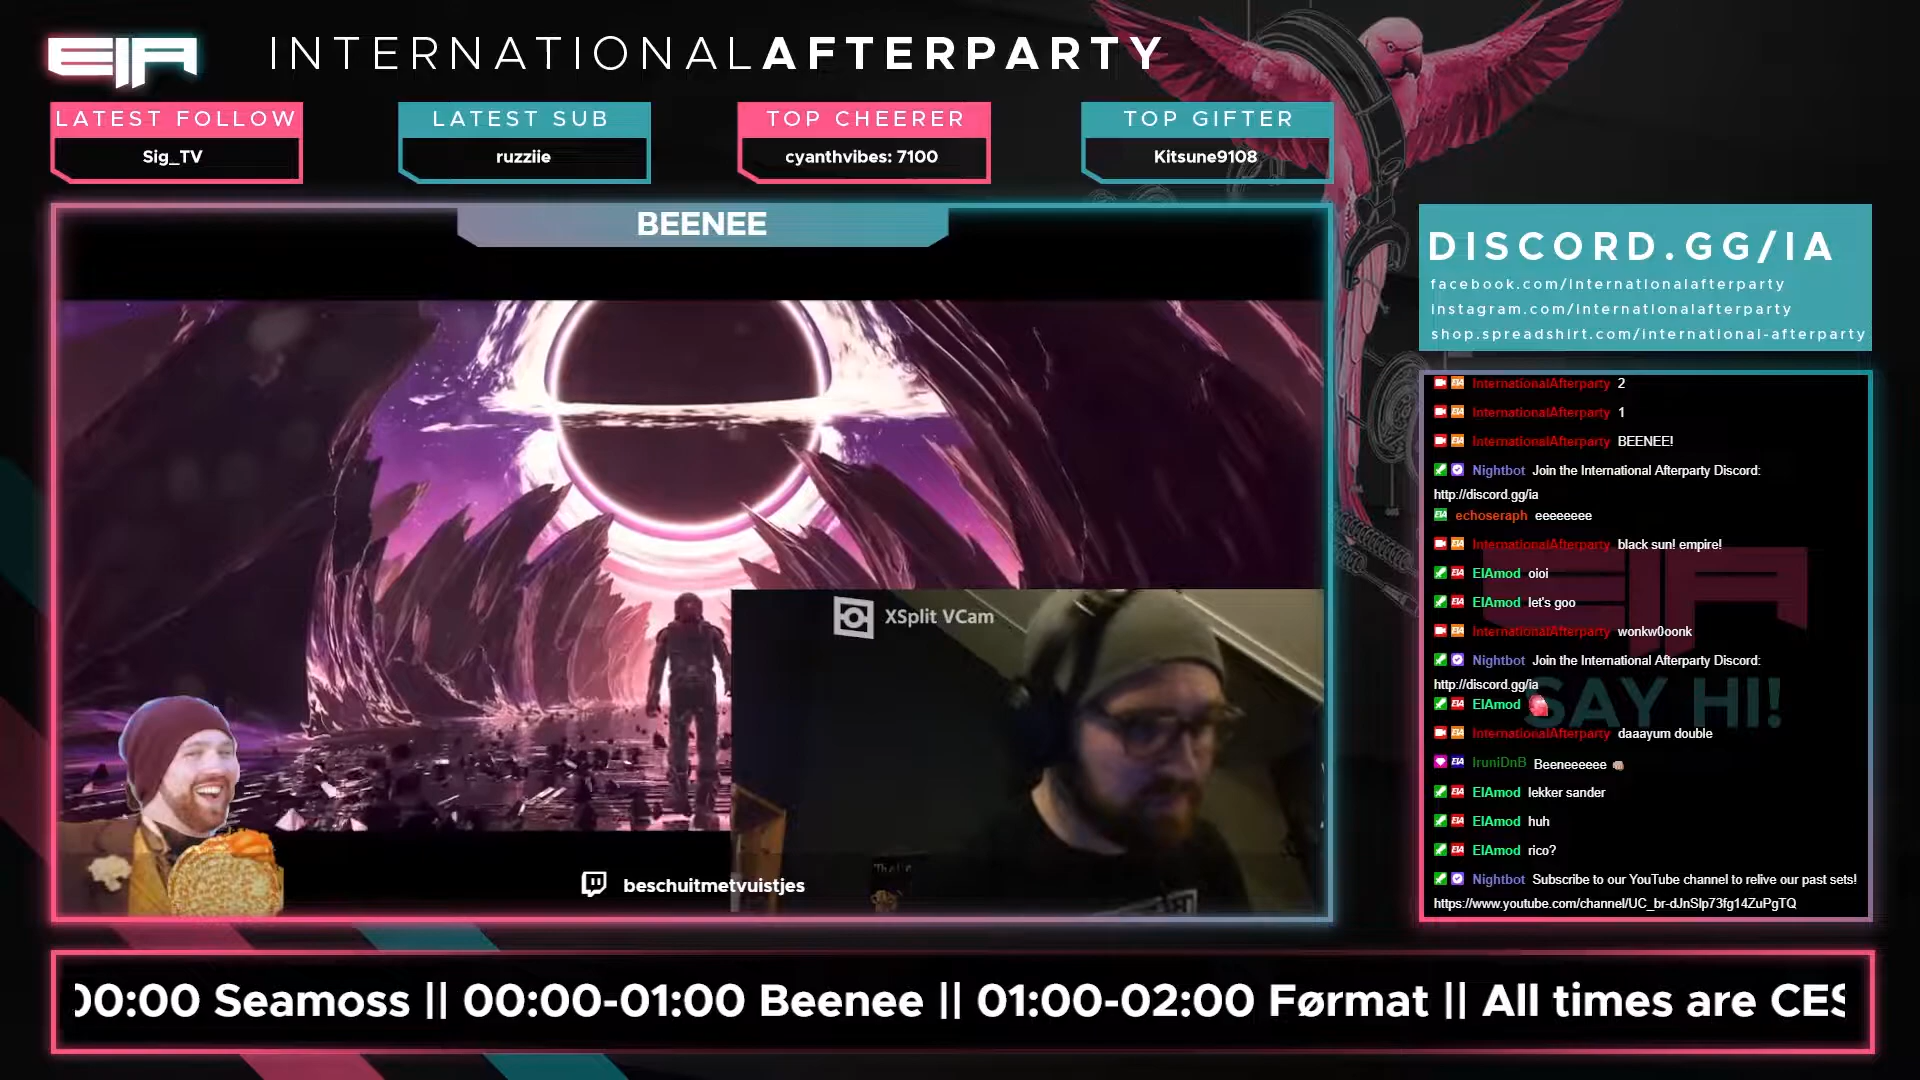 EIA
INTERNATIONALAFTERPARTY
LATEST FOLLOW
Sig_TV
LATEST SUB
ruzziie
TOP CHEERER
cyanthvibes: 7100
TOP GIFTER
Kitsune9108
BEENEE
XSplit VCam
beschuitmetvuistjes
DISCORD.GG/IA
facebook.com/internationalafterparty
instagram.com/internationalafterparty
shop.spreadshirt.com/international-afterparty
InternationalAfterparty 2
InternationalAfterparty 1
InternationalAfterparty BEENEE!
Nightbot Join the International Afterparty Discord:
http://discord.gg/ia
echoseraph eeeeeeee
InternationalAfterparty black sun! empire!
EIAmod oioi
EIAmod let's goo
InternationalAfterparty wonkw0oonk
Nightbot Join the International Afterparty Discord:
http://discord.gg/ia
EIAmod
InternationalAfterparty daaayum double
IruniDnB Beeneeeeee
EIAmod lekker sander
EIAmod huh
EIAmod rico?
Nightbot Subscribe to our YouTube channel to relive our past sets!
https://www.youtube.com/channel/UC_br-dJnSlp73fg14ZuPgTQ
EIA
SAY HI!
00:00 Seamoss || 00:00-01:00 Beenee || 01:00-02:00 Førmat || All times are CES